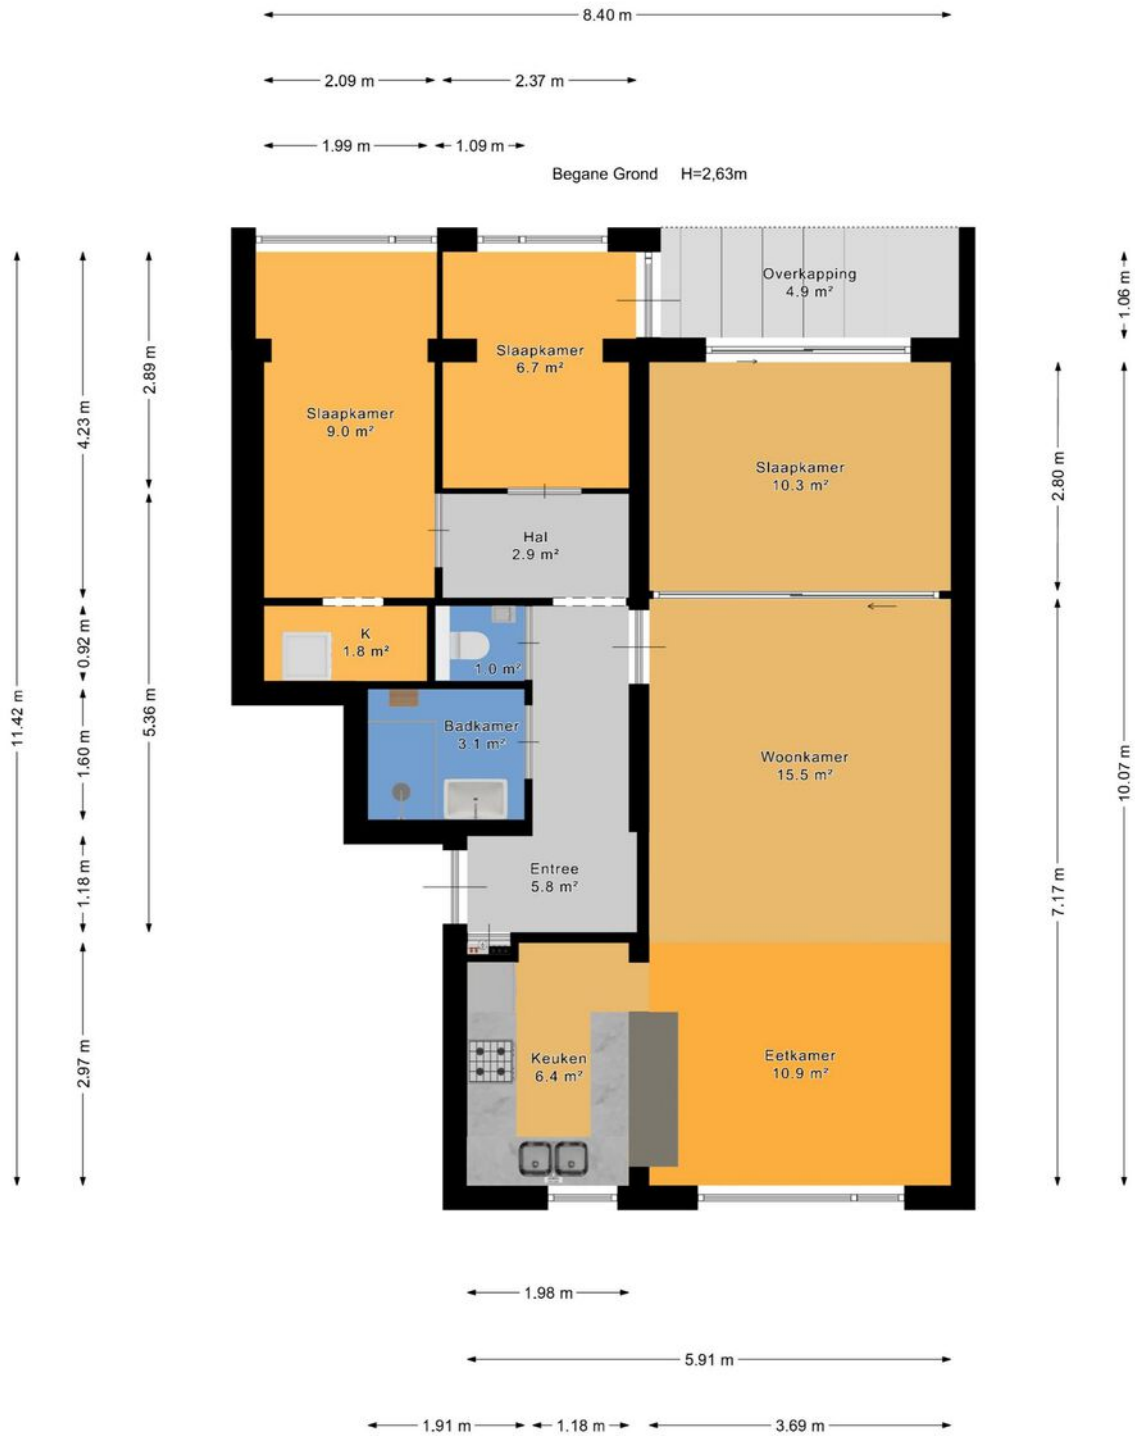 8.40 m
2.09 m
2.37 m
1.99 m
1.09 m
Begane Grond H=2,63m
Overkapping
4.9 m²
1.06 m
Slaapkamer
6.7 m²
2.89 m
4.23 m
Slaapkamer
9.0 m²
Slaapkamer
10.3 m²
2.80 m
Hal
2.9 m²
K
1.8 m²
0.92 m
1.0 m²
11.42 m
5.36 m
1.60 m
Badkamer
3.1 m²
Woonkamer
15.5 m²
10.07 m
Entree
5.8 m²
1.18 m
7.17 m
2.97 m
Keuken
6.4 m²
Eetkamer
10.9 m²
1.98 m
5.91 m
1.91 m
1.18 m
3.69 m